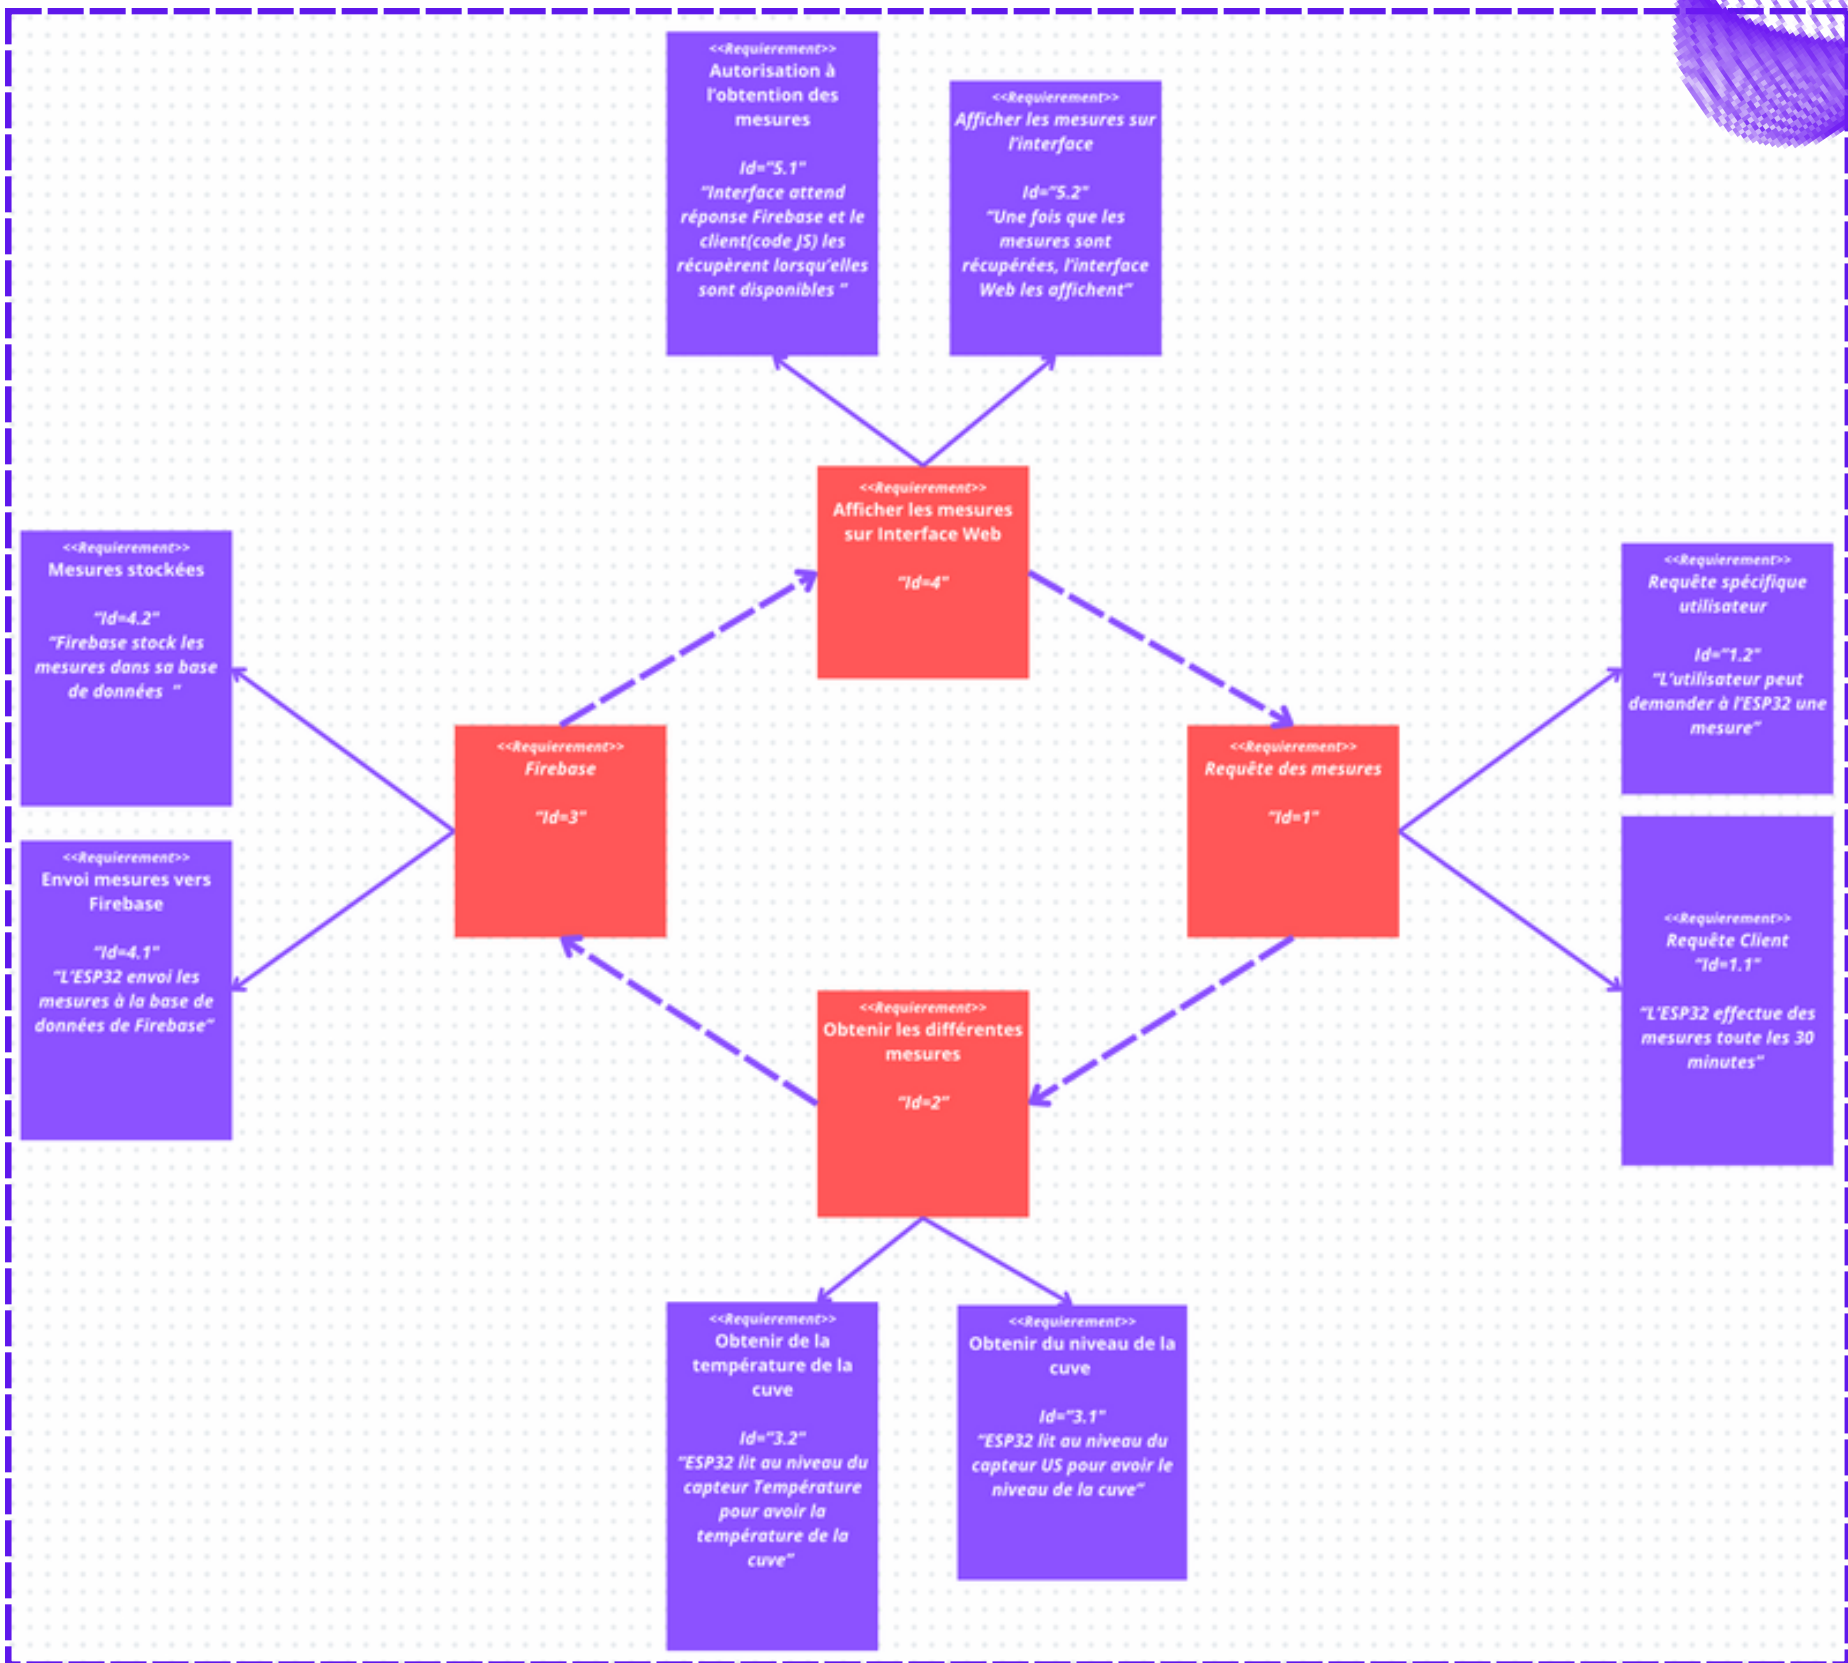 <<Requierement>>
Autorisation à
l'obtention des
mesures
Id="5.1"
"Interface attend
réponse Firebase et le
client(code JS) les
récupèrent lorsqu'elles
sont disponibles "
<<Requierement>>
Afficher les mesures sur
l'interface
Id="5.2"
"Une fois que les
mesures sont
récupérées, l'interface
Web les affichent"
<<Requierement>>
Afficher les mesures
sur Interface Web
"Id=4"
<<Requierement>>
Mesures stockées
"Id=4.2"
"Firebase stock les
mesures dans sa base
de données "
<<Requierement>>
Requête spécifique
utilisateur
Id="1.2"
"L'utilisateur peut
demander à l'ESP32 une
mesure"
<<Requierement>>
Firebase
"Id=3"
<<Requierement>>
Requête des mesures
"Id=1"
<<Requierement>>
Envoi mesures vers
Firebase
"Id=4.1"
"L'ESP32 envoi les
mesures à la base de
données de Firebase"
<<Requierement>>
Requête Client
"Id=1.1"
"L'ESP32 effectue des
mesures toute les 30
minutes"
<<Requierement>>
Obtenir les différentes
mesures
"Id=2"
<<Requierement>>
Obtenir de la
température de la
cuve
Id="3.2"
"ESP32 lit au niveau du
capteur Température
pour avoir la
température de la
cuve"
<<Requierement>>
Obtenir du niveau de la
cuve
Id="3.1"
"ESP32 lit au niveau du
capteur US pour avoir le
niveau de la cuve"